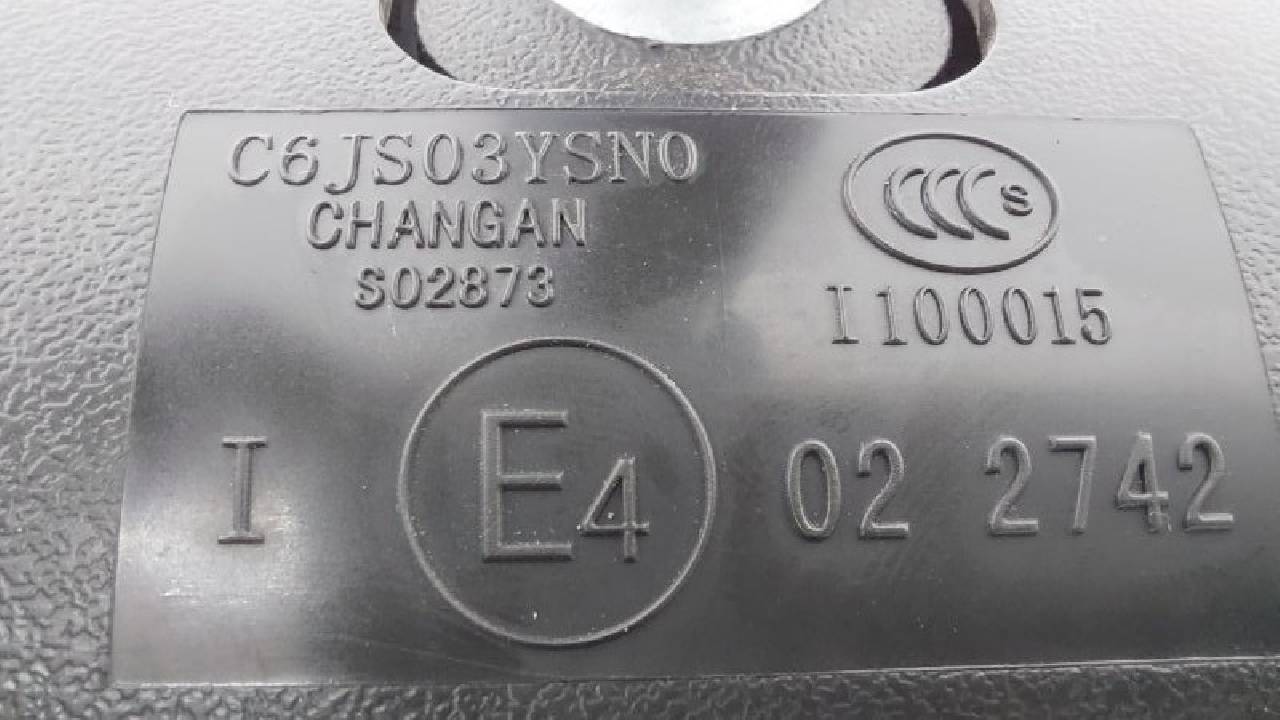 C6JS03YSN0
CHANGAN
S02873
CCC S
I100015
I E4 02 2742